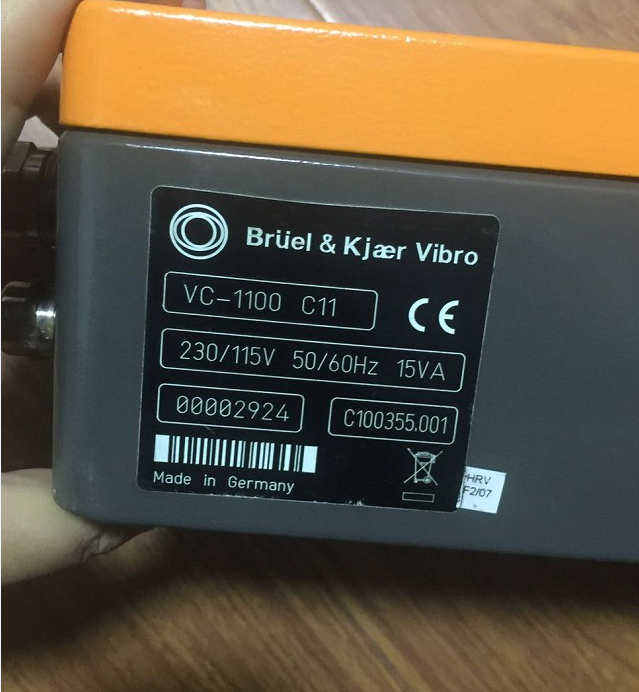 Brüel & Kjær Vibro
VC-1100 C11
CE
230/115V 50/60Hz 15VA
00002924
C100355.001
Made in Germany
HRV
F2/07